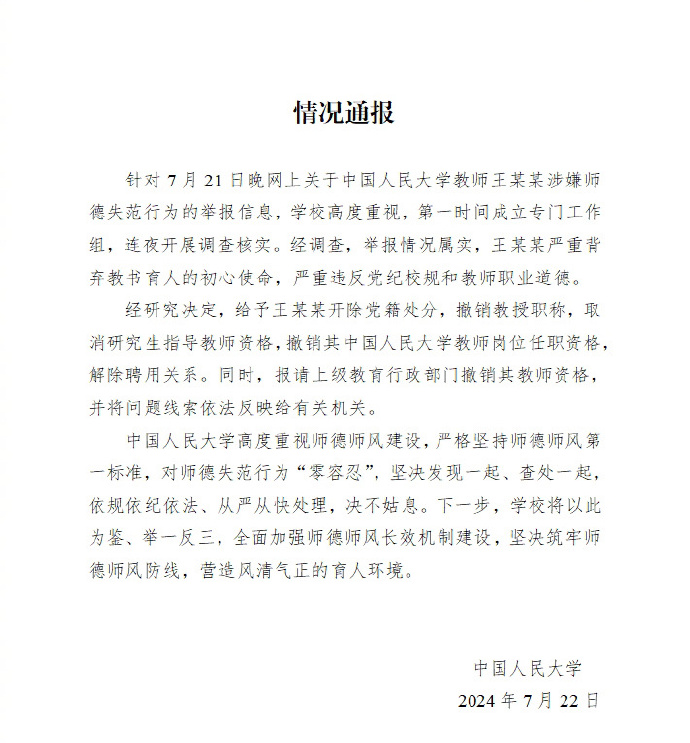 情况通报
针对 7 月 21 日晚网上关于中国人民大学教师王某某涉嫌师
德失范行为的举报信息，学校高度重视，第一时间成立专门工作
组，连夜开展调查核实。经调查，举报情况属实，王某某严重背
弃教书育人的初心使命，严重违反党纪校规和教师职业道德。
经研究决定，给予王某某开除党籍处分，撤销教授职称，取
消研究生指导教师资格，撤销其中国人民大学教师岗位任职资格，
解除聘用关系。同时，报请上级教育行政部门撤销其教师资格，
并将问题线索依法反映给有关机关。
中国人民大学高度重视师德师风建设，严格坚持师德师风第
一标准，对师德失范行为“零容忍”，坚决发现一起、查处一起，
依规依纪依法、从严从快处理，决不姑息。下一步，学校将以此
为鉴、举一反三，全面加强师德师风长效机制建设，坚决筑牢师
德师风防线，营造风清气正的育人环境。
中国人民大学
2024 年 7 月 22 日